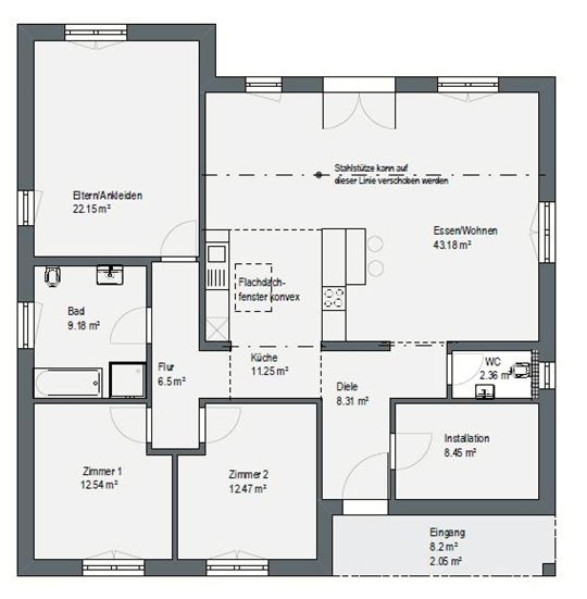 Eltern/Ankleiden
22.15 m²
Stahlstütze kann auf
dieser Linie verschoben werden
Essen/Wohnen
43.18 m²
Flachdach-
fenster konvex
Bad
9.18 m²
Flur
6.5 m²
Küche
11.25 m²
Diele
8.31 m²
WC
2.36 m²
Installation
8.45 m²
Zimmer 1
12.54 m²
Zimmer 2
12.47 m²
Eingang
8.2 m²
2.05 m²